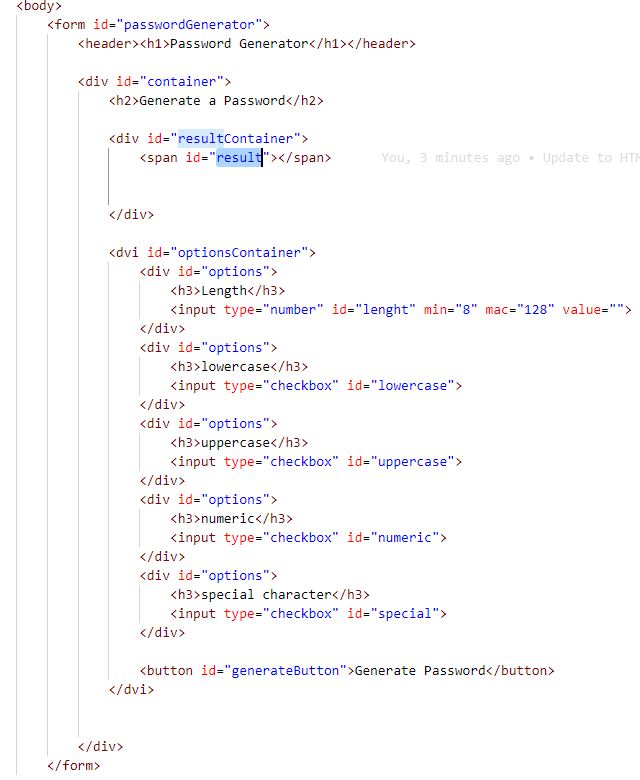 <body>
<form id="passwordGenerator">
<header><h1>Password Generator</h1></header>
<div id="container">
<h2>Generate a Password</h2>
<div id="resultContainer">
<span id="result"></span> You, 3 minutes ago • Update to HTM
</div>
<dvi id="optionsContainer">
<div id="options">
<h3>Length</h3>
<input type="number" id="lenght" min="8" mac="128" value="">
</div>
<div id="options">
<h3>lowercase</h3>
<input type="checkbox" id="lowercase">
</div>
<div id="options">
<h3>uppercase</h3>
<input type="checkbox" id="uppercase">
</div>
<div id="options">
<h3>numeric</h3>
<input type="checkbox" id="numeric">
</div>
<div id="options">
<h3>special character</h3>
<input type="checkbox" id="special">
</div>
<button id="generateButton">Generate Password</button>
</dvi>
</div>
</form>